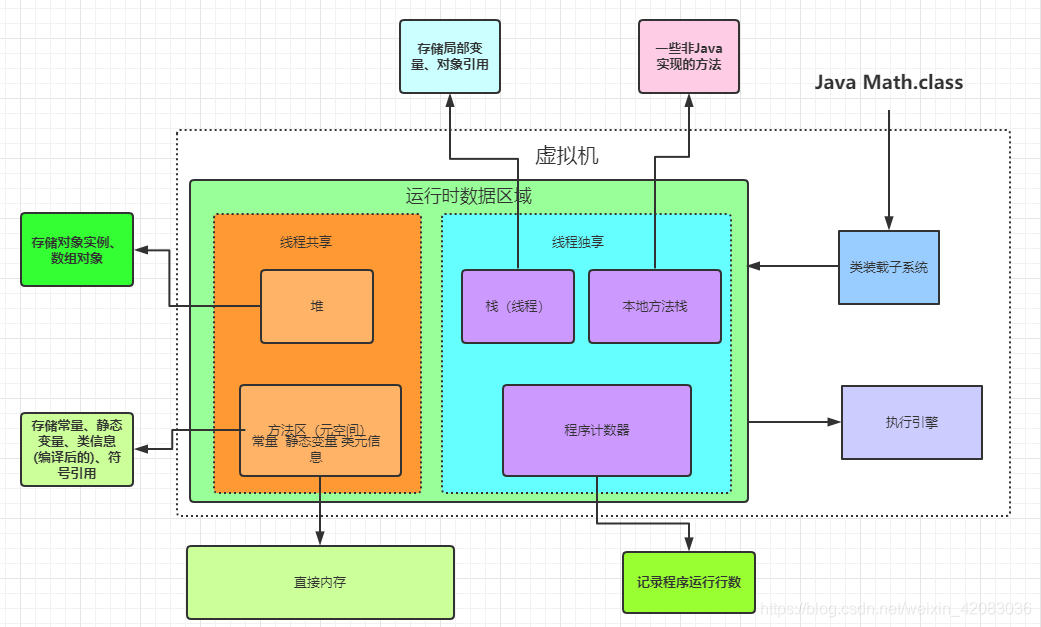 存储局部变
量、对象引用
一些非Java
实现的方法
Java Math.class
虚拟机
运行时数据区域
线程共享
线程独享
存储对象实例、
数组对象
堆
栈（线程）
本地方法栈
类装载子系统
方法区（元空间）
常量 静态变量 类元信
息
程序计数器
执行引擎
存储常量、静态
变量、类信息
(编译后的)、符
号引用
直接内存
记录程序运行行数
https://blog.csdn.net/weixin_42083036